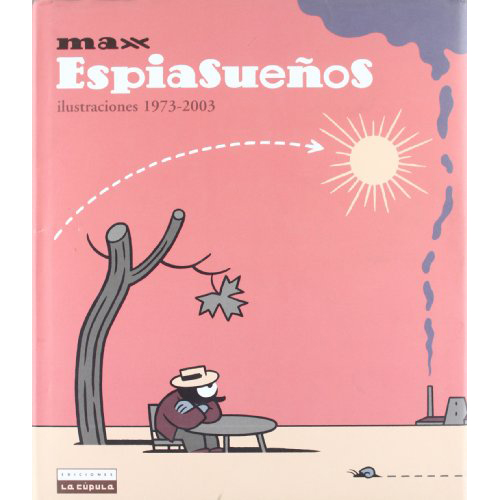 max
EspiaSueñoS
ilustraciones 1973-2003
EDICIONES
LA CÚPULA